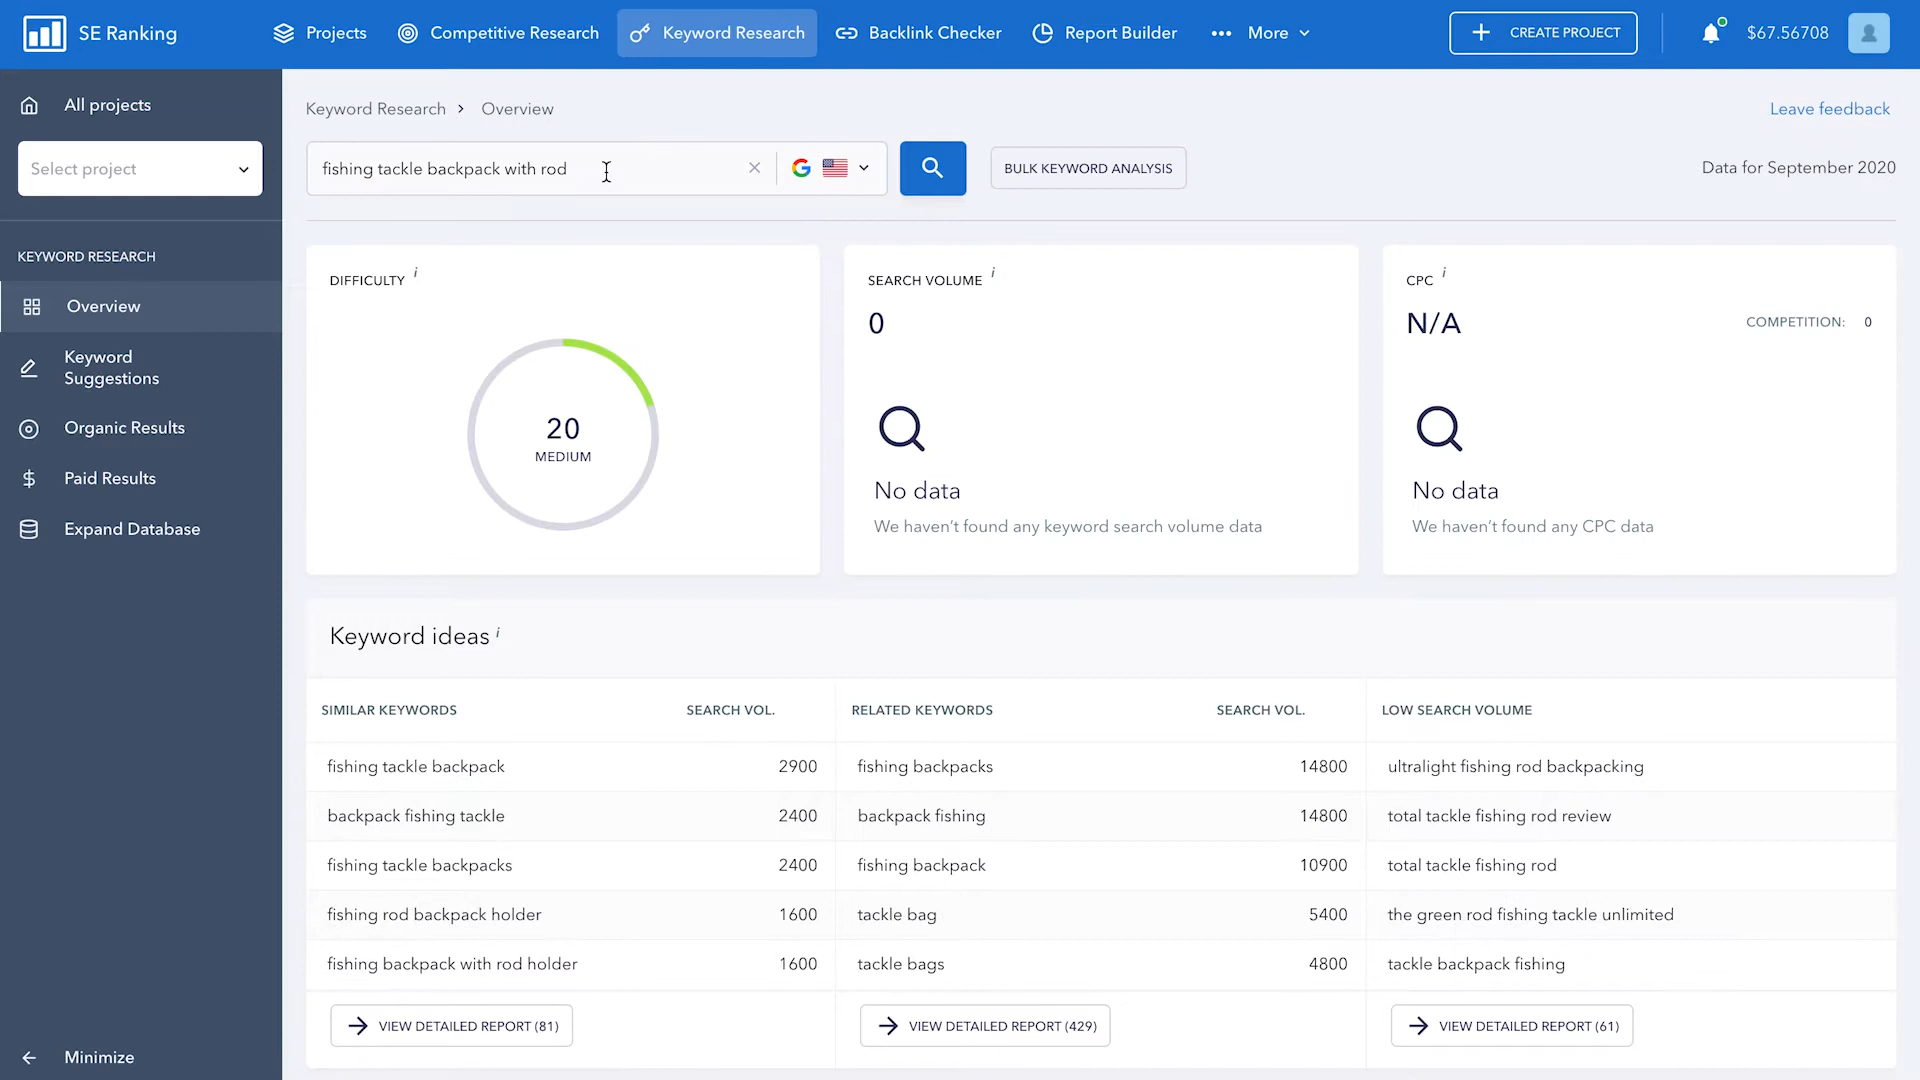 SE Ranking
Projects
Competitive Research
Keyword Research
Backlink Checker
Report Builder
More
CREATE PROJECT
$67.56708
All projects
Select project
KEYWORD RESEARCH
Overview
Keyword
Suggestions
Organic Results
Paid Results
Expand Database
Minimize
Keyword Research > Overview
Leave feedback
fishing tackle backpack with rod
BULK KEYWORD ANALYSIS
Data for September 2020
DIFFICULTY i
20
MEDIUM
SEARCH VOLUME i
0
No data
We haven't found any keyword search volume data
CPC i
N/A
COMPETITION: 0
No data
We haven't found any CPC data
Keyword ideas i
SIMILAR KEYWORDS SEARCH VOL. RELATED KEYWORDS SEARCH VOL. LOW SEARCH VOLUME
fishing tackle backpack 2900 fishing backpacks 14800 ultralight fishing rod backpacking
backpack fishing tackle 2400 backpack fishing 14800 total tackle fishing rod review
fishing tackle backpacks 2400 fishing backpack 10900 total tackle fishing rod
fishing rod backpack holder 1600 tackle bag 5400 the green rod fishing tackle unlimited
fishing backpack with rod holder 1600 tackle bags 4800 tackle backpack fishing
VIEW DETAILED REPORT (81) VIEW DETAILED REPORT (429) VIEW DETAILED REPORT (61)